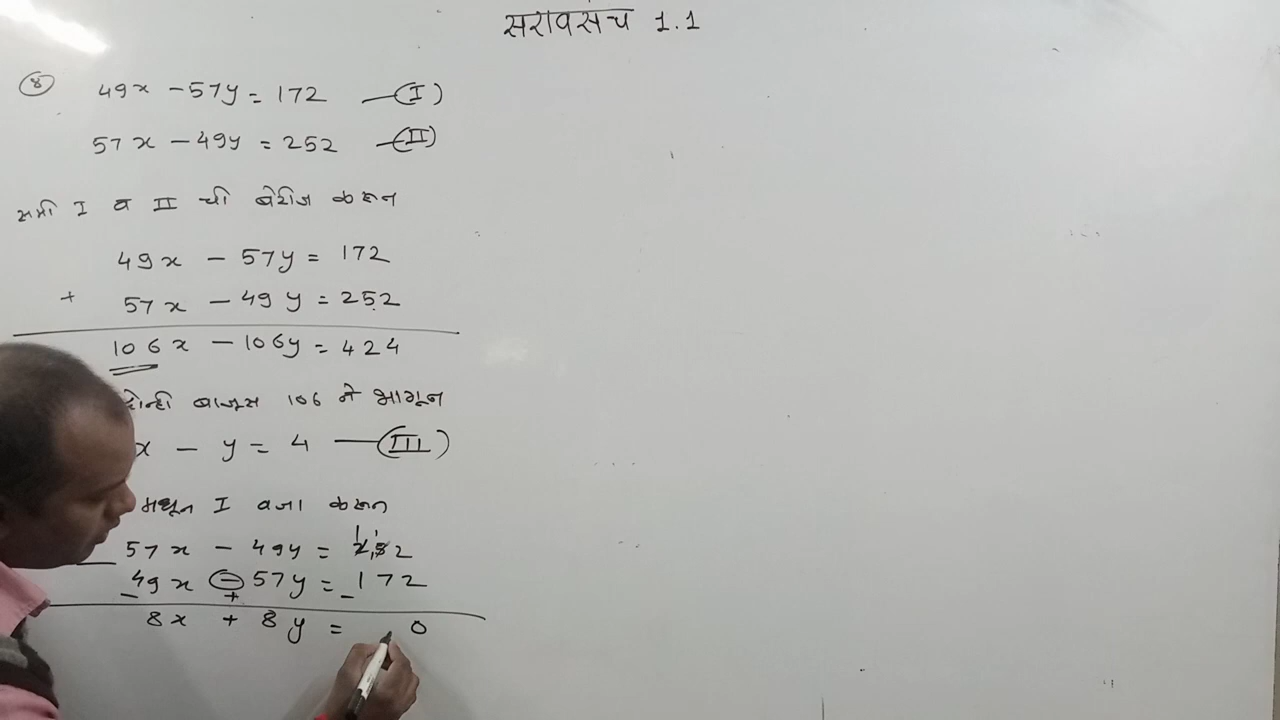 सरावसंच 1.1
8 49x - 57y = 172 — (I)
57x - 49y = 252 — (II)
समी I व II ची बेरीज करून
49x - 57y = 172
+ 57x - 49y = 252
106x - 106y = 424
दोन्ही बाजूस 106 ने भागून
x - y = 4 — (III)
मधून I वजा करून
57x - 49y = 252
49x - 57y = 172
- + -
8x + 8y = 0